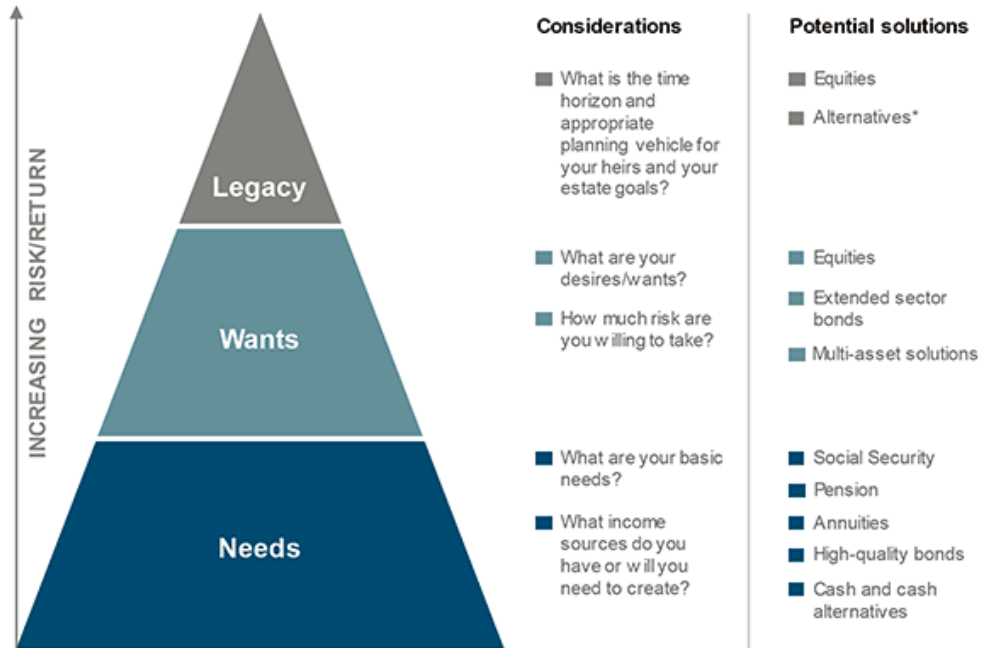 INCREASING RISK/RETURN
Legacy
Wants
Needs
Considerations
What is the time
horizon and
appropriate
planning vehicle for
your heirs and your
estate goals?
What are your
desires/wants?
How much risk are
you willing to take?
What are your basic
needs?
What income
sources do you
have or will you
need to create?
Potential solutions
Equities
Alternatives*
Equities
Extended sector
bonds
Multi-asset solutions
Social Security
Pension
Annuities
High-quality bonds
Cash and cash
alternatives